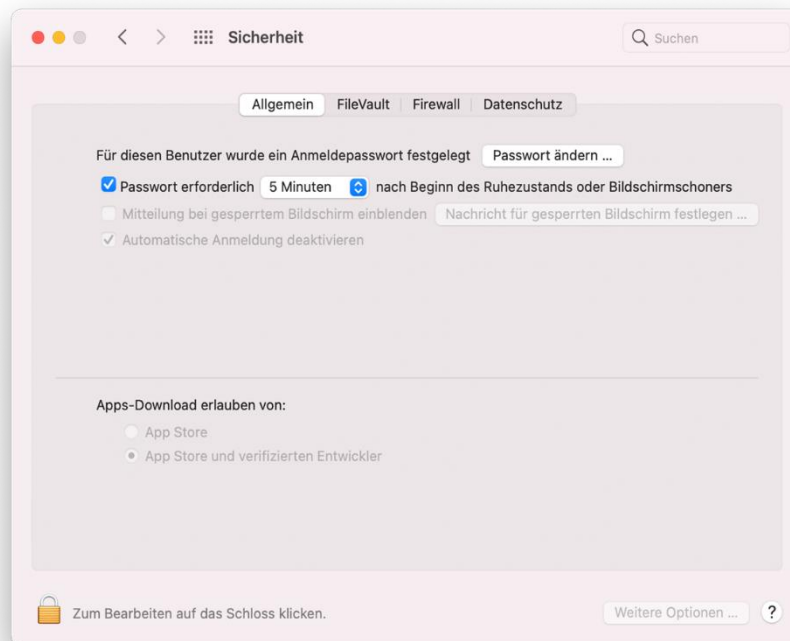 Sicherheit
Suchen
Allgemein FileVault Firewall Datenschutz
Für diesen Benutzer wurde ein Anmeldepasswort festgelegt Passwort ändern ...
Passwort erforderlich 5 Minuten nach Beginn des Ruhezustands oder Bildschirmschoners
Mitteilung bei gesperrtem Bildschirm einblenden Nachricht für gesperrten Bildschirm festlegen ...
Automatische Anmeldung deaktivieren
Apps-Download erlauben von:
App Store
App Store und verifizierten Entwickler
Zum Bearbeiten auf das Schloss klicken.
Weitere Optionen ... ?